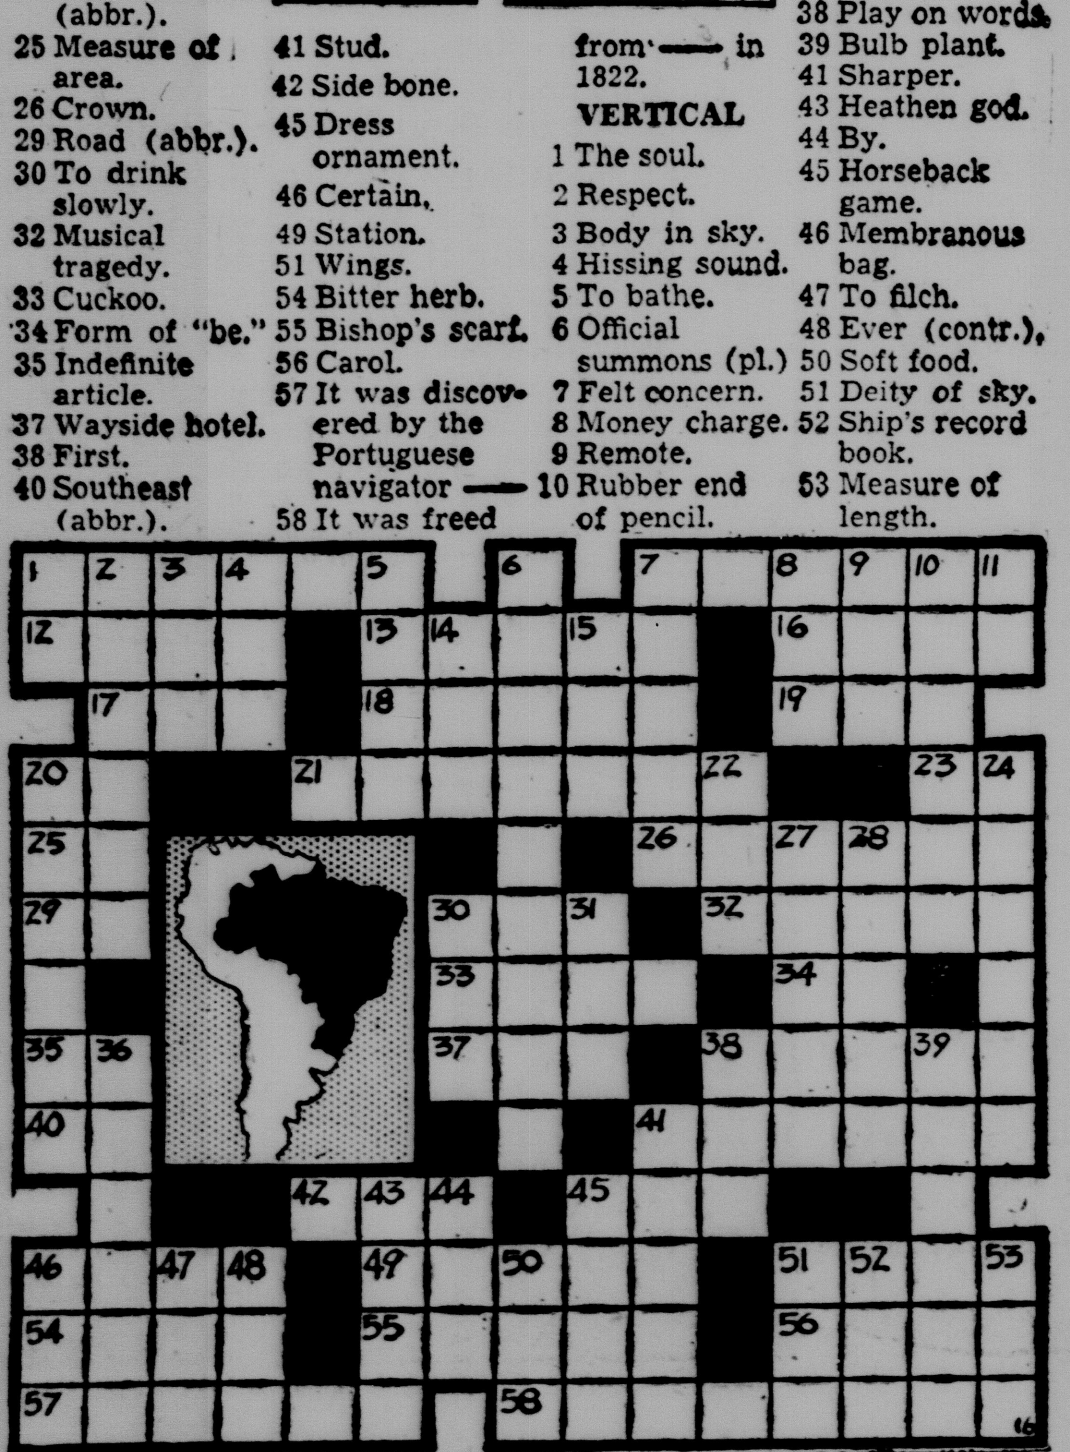 (abbr.).
25 Measure of
area.
26 Crown.
29 Road (abbr.).
30 To drink
slowly.
32 Musical
tragedy.
33 Cuckoo.
34 Form of "be."
35 Indefinite
article.
37 Wayside hotel.
38 First.
40 Southeast
(abbr.).
41 Stud.
42 Side bone.
45 Dress
ornament.
46 Certain.
49 Station.
51 Wings.
54 Bitter herb.
55 Bishop's scarf.
56 Carol.
57 It was discov-
ered by the
Portuguese
navigator —
58 It was freed
from — in
1822.
VERTICAL
1 The soul.
2 Respect.
3 Body in sky.
4 Hissing sound.
5 To bathe.
6 Official
summons (pl.)
7 Felt concern.
8 Money charge.
9 Remote.
10 Rubber end
of pencil.
38 Play on words.
39 Bulb plant.
41 Sharper.
43 Heathen god.
44 By.
45 Horseback
game.
46 Membranous
bag.
47 To filch.
48 Ever (contr.).
50 Soft food.
51 Deity of sky.
52 Ship's record
book.
53 Measure of
length.
1 2 3 4 5 6 7 8 9 10 11
12 13 14 15 16
17 18 19
20 21 22 23 24
25 26 27 28
29 30 31 32
33 34
35 36 37 38 39
40 41
42 43 44 45
46 47 48 49 50 51 52 53
54 55 56
57 58 16